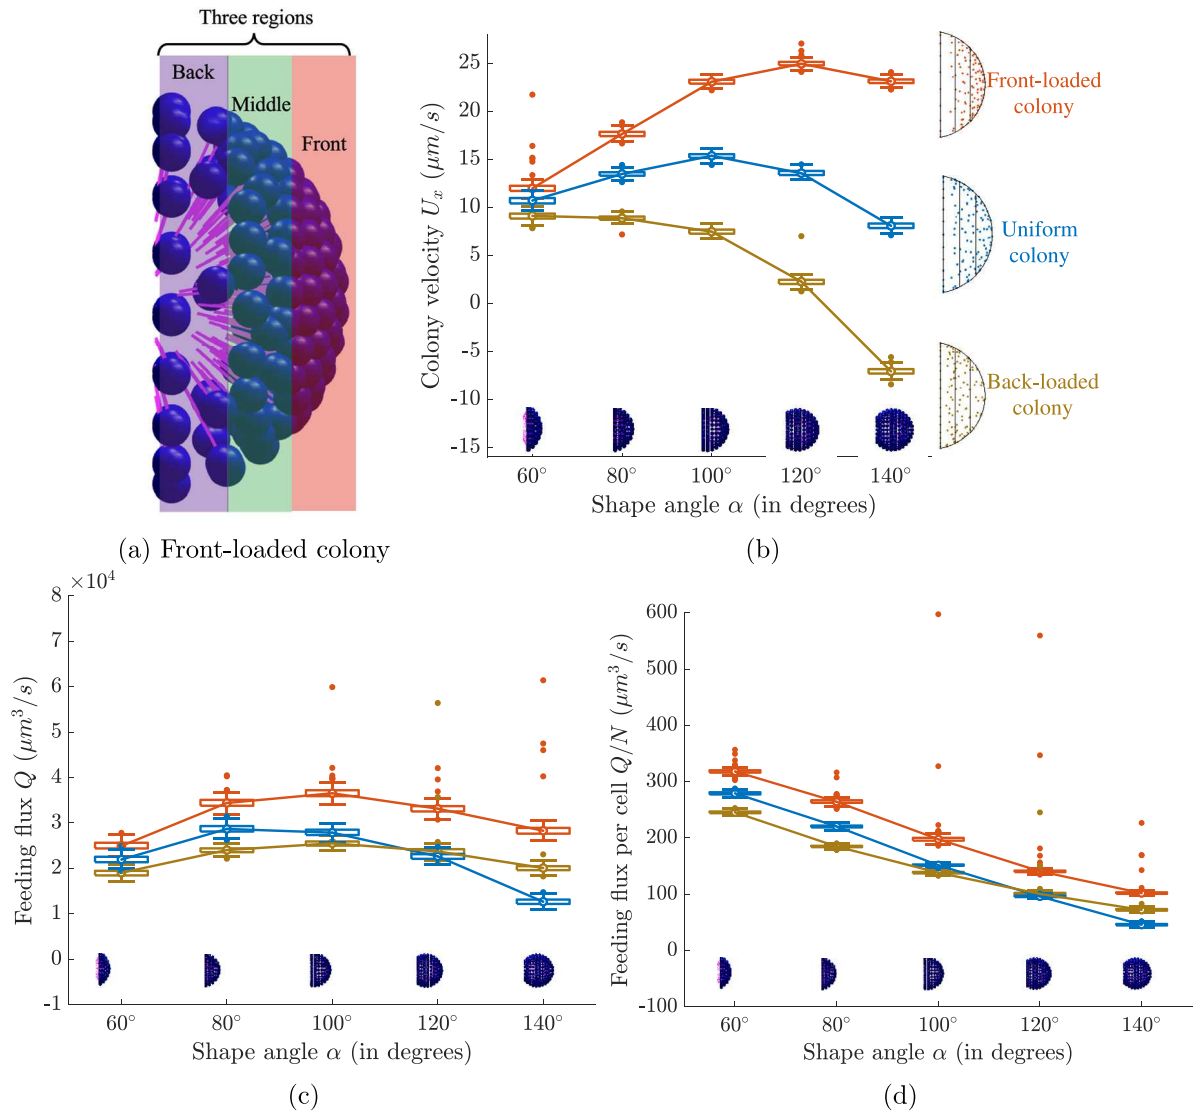 Three regions
Back
Middle
Front
(a) Front-loaded colony
Colony velocity U_x (μm/s)
25
20
15
10
5
0
-5
-10
-15
60° 80° 100° 120° 140°
Shape angle α (in degrees)
Front-loaded
colony
Uniform
colony
Back-loaded
colony
(b)
×10⁴
Feeding flux Q (μm³/s)
8
7
6
5
4
3
2
1
0
-1
60° 80° 100° 120° 140°
Shape angle α (in degrees)
(c)
Feeding flux per cell Q/N (μm³/s)
600
500
400
300
200
100
0
-100
60° 80° 100° 120° 140°
Shape angle α (in degrees)
(d)